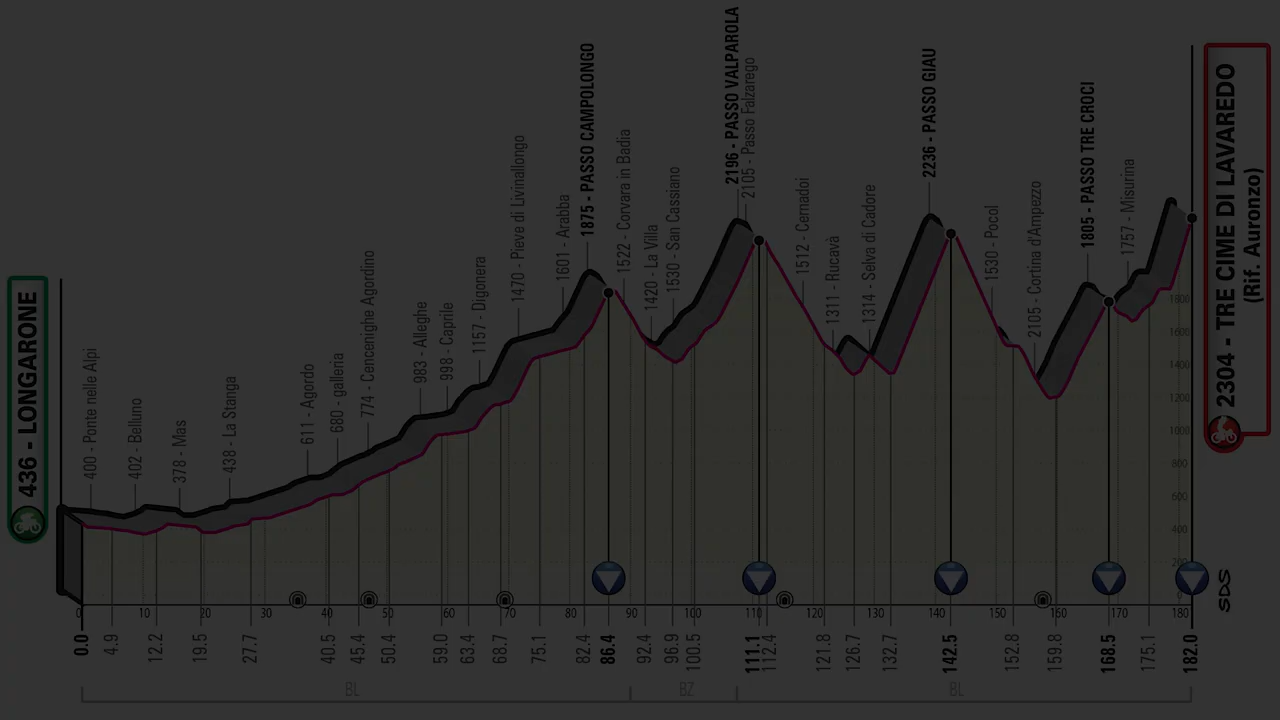 436 - LONGARONE
400 - Ponte nelle Alpi
402 - Belluno
378 - Mas
438 - La Stanga
611 - Agordo
680 - galleria
774 - Cencenighe Agordino
983 - Alleghe
998 - Caprile
1157 - Digonera
1470 - Pieve di Livinallongo
1601 - Arabba
1875 - PASSO CAMPOLONGO
1522 - Corvara in Badia
1420 - La Villa
1530 - San Cassiano
2196 - PASSO VALPAROLA
2105 - Passo Falzarego
1512 - Cernadoi
1311 - Rucavà
1314 - Selva di Cadore
2236 - PASSO GIAU
1530 - Pocol
2105 - Cortina d'Ampezzo
1805 - PASSO TRE CROCI
1757 - Misurina
2304 - TRE CIME DI LAVAREDO
(Rif. Auronzo)
1800
1600
1400
1200
1000
800
600
400
200
0
SDS
0 10 20 30 40 50 60 70 80 90 100 110 120 130 140 150 160 170 180
0.0 4.9 12.2 19.5 27.7 40.5 45.4 50.4 59.0 63.4 68.7 75.1 82.4 86.4 92.4 96.9 100.5 111.1 112.4 121.8 126.7 132.7 142.5 152.8 159.8 168.5 175.1 182.0
BL BZ BL